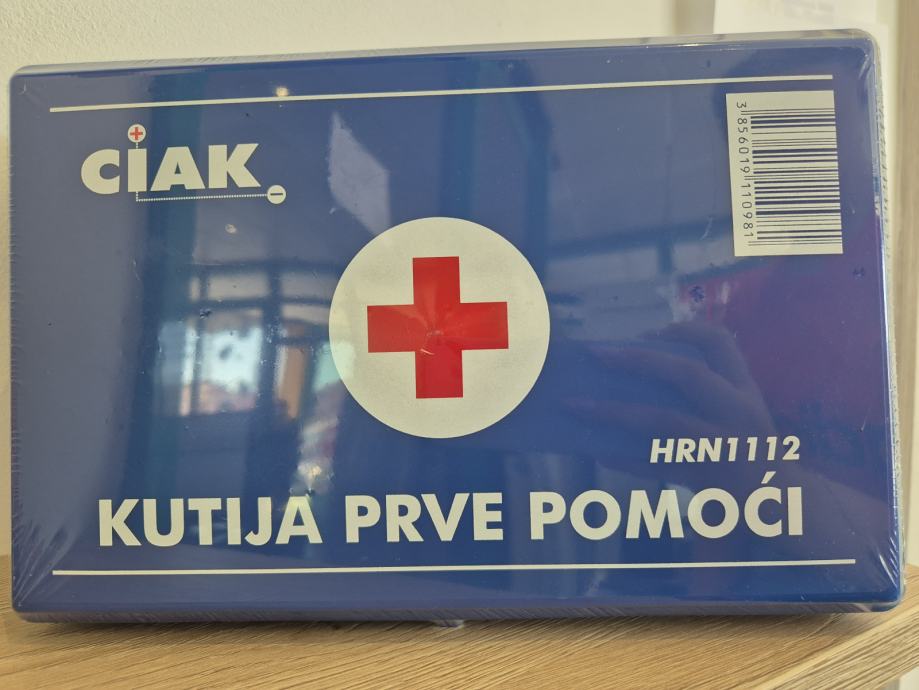 CIAK
3856019110981
HRN1112
KUTIJA PRVE POMOĆI